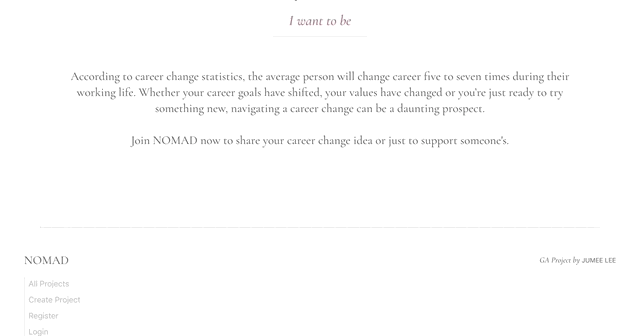 I want to be
According to career change statistics, the average person will change career five to seven times during their
working life. Whether your career goals have shifted, your values have changed or you're just ready to try
something new, navigating a career change can be a daunting prospect.
Join NOMAD now to share your career change idea or just to support someone's.
NOMAD
GA Project by JUMEE LEE
All Projects
Create Project
Register
Login